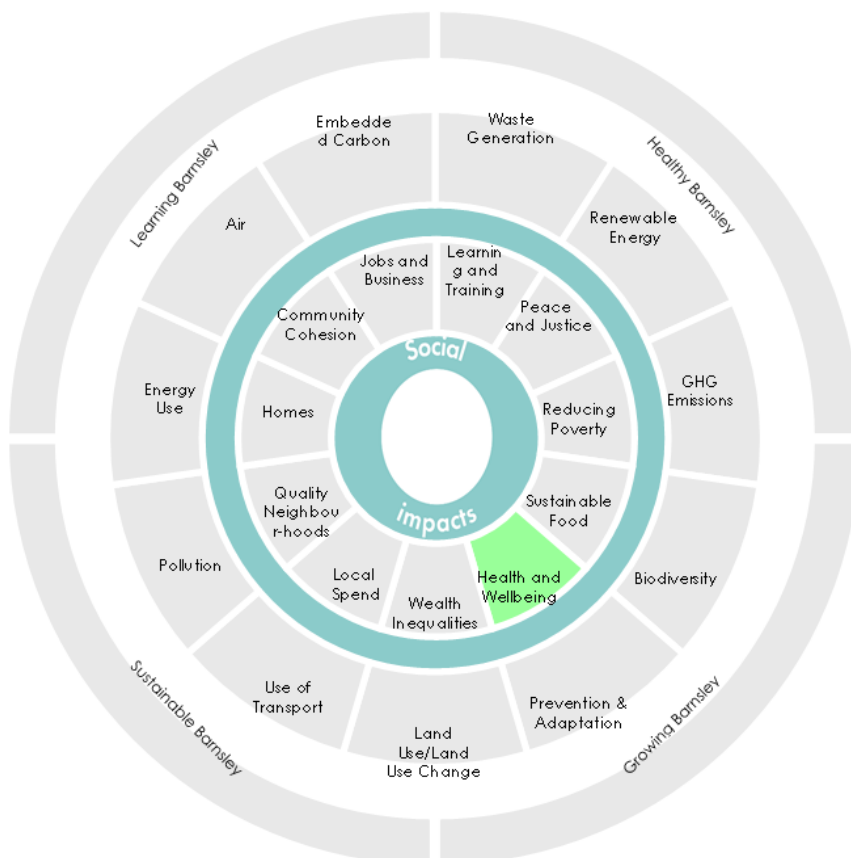 Embedde
d Carbon
Waste
Generation
Learning Barnsley
Healthy Barnsley
Air
Renewable
Energy
Jobs and
Business
Learnin
g and
Training
Community
Cohesion
Peace
and Justice
Social
Energy
Use
Homes
Reducing
Poverty
GHG
Emissions
Quality
Neighbou
r-hoods
impacts
Sustainable
Food
Pollution
Local
Spend
Wealth
Inequalities
Health and
Wellbeing
Biodiversity
Sustainable Barnsley
Use of
Transport
Land
Use/Land
Use Change
Prevention &
Adaptation
Growing Barnsley